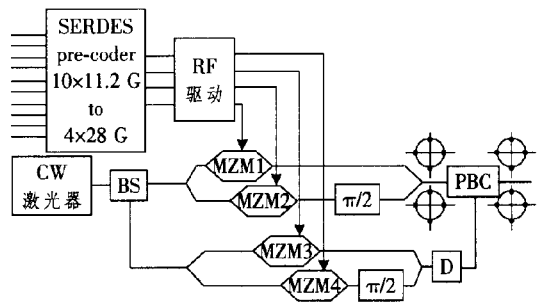 SERDES
pre-coder
10×11.2 G
to
4×28 G
RF
驱动
CW
激光器
BS
MZM1
MZM2
π/2
PBC
MZM3
MZM4
π/2
D